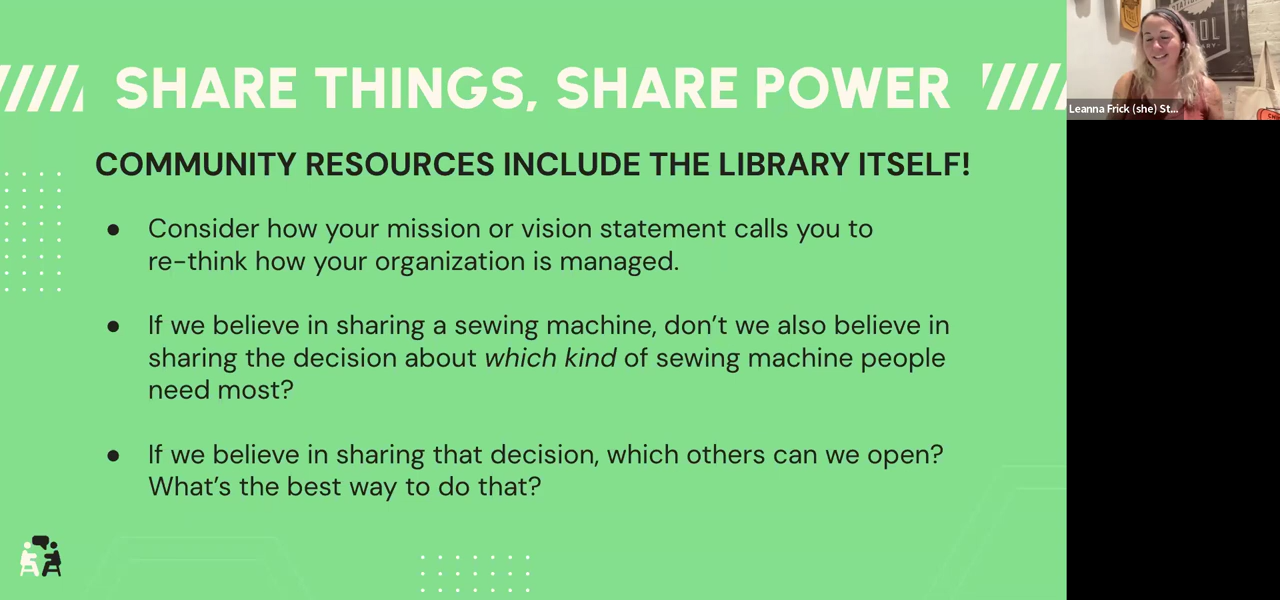 SHARE THINGS, SHARE POWER
COMMUNITY RESOURCES INCLUDE THE LIBRARY ITSELF!
● Consider how your mission or vision statement calls you to
re-think how your organization is managed.
● If we believe in sharing a sewing machine, don’t we also believe in
sharing the decision about which kind of sewing machine people
need most?
● If we believe in sharing that decision, which others can we open?
What’s the best way to do that?
Leanna Frick (she) St...